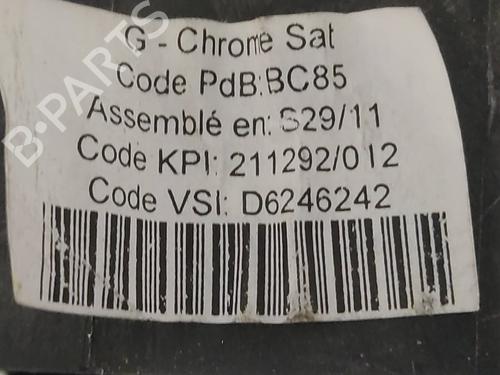 G - Chrome Sat
Code PdB:BC85
Assemblé en: S29/11
Code KPI: 211292/012
Code VSI: D6246242
B-PARTS